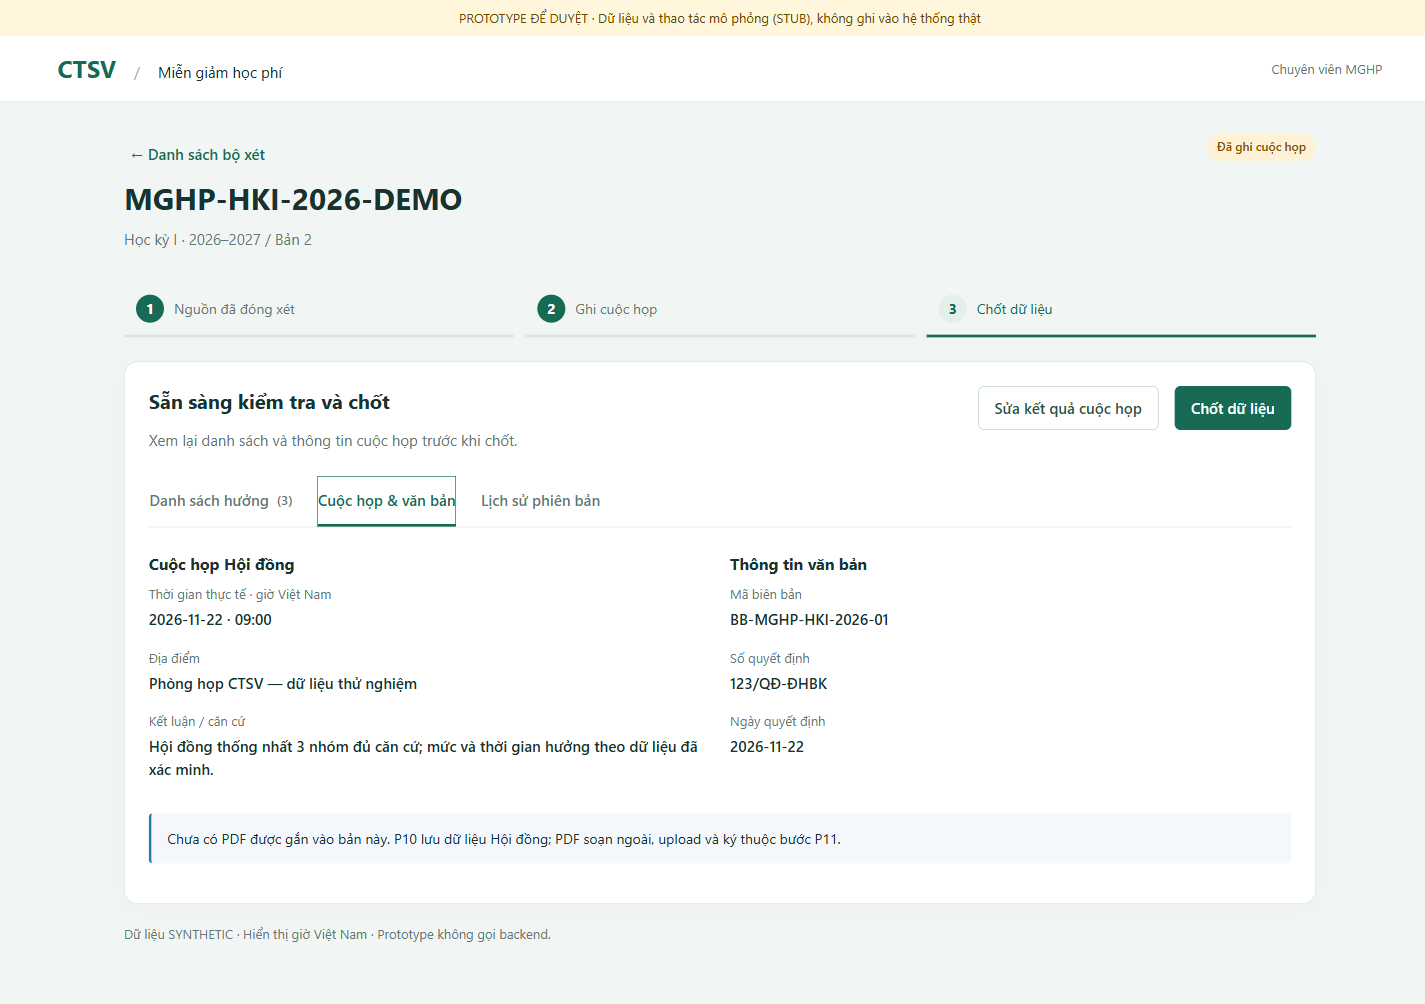 PROTOTYPE ĐỂ DUYỆT · Dữ liệu và thao tác mô phỏng (STUB), không ghi vào hệ thống thật
CTSV / Miễn giảm học phí
Chuyên viên MGHP
← Danh sách bộ xét
Đã ghi cuộc họp
MGHP-HKI-2026-DEMO
Học kỳ I · 2026–2027 / Bản 2
1 Nguồn đã đóng xét
2 Ghi cuộc họp
3 Chốt dữ liệu
Sẵn sàng kiểm tra và chốt
Sửa kết quả cuộc họp
Chốt dữ liệu
Xem lại danh sách và thông tin cuộc họp trước khi chốt.
Danh sách hưởng (3)
Cuộc họp & văn bản
Lịch sử phiên bản
Cuộc họp Hội đồng
Thời gian thực tế · giờ Việt Nam
2026-11-22 · 09:00
Địa điểm
Phòng họp CTSV — dữ liệu thử nghiệm
Kết luận / căn cứ
Hội đồng thống nhất 3 nhóm đủ căn cứ; mức và thời gian hưởng theo dữ liệu đã
xác minh.
Thông tin văn bản
Mã biên bản
BB-MGHP-HKI-2026-01
Số quyết định
123/QĐ-ĐHBK
Ngày quyết định
2026-11-22
Chưa có PDF được gắn vào bản này. P10 lưu dữ liệu Hội đồng; PDF soạn ngoài, upload và ký thuộc bước P11.
Dữ liệu SYNTHETIC · Hiển thị giờ Việt Nam · Prototype không gọi backend.